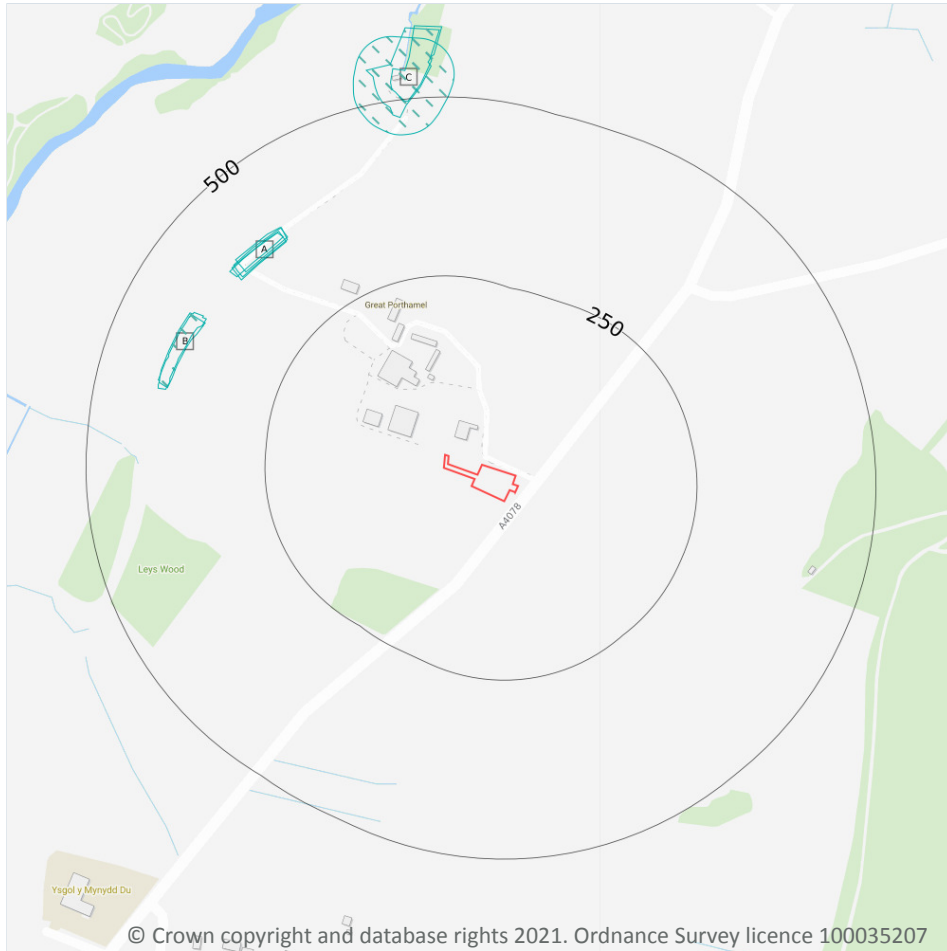 C
500
A
Great Porthamel
250
B
A4078
Leys Wood
Ysgol y Mynydd Du
© Crown copyright and database rights 2021. Ordnance Survey licence 100035207